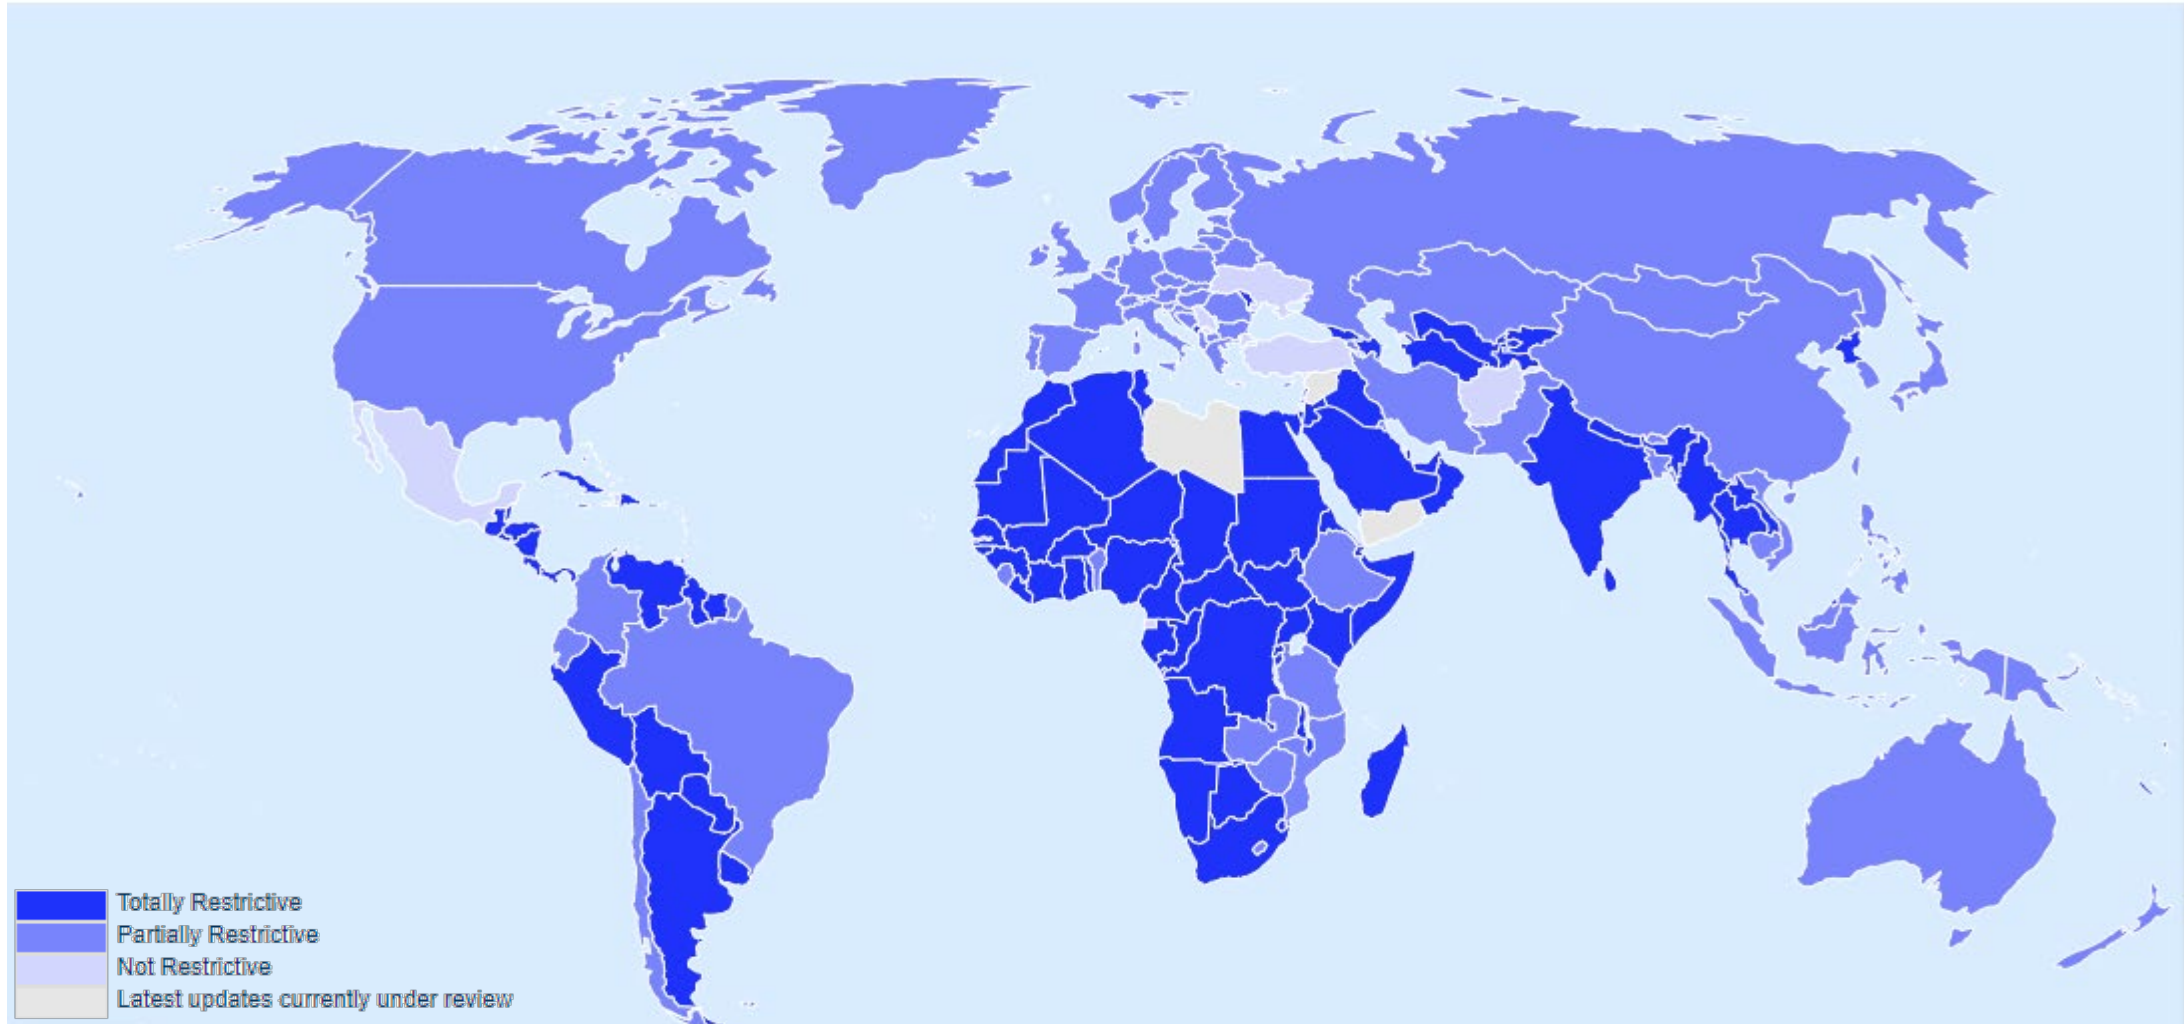 Totally Restrictive
Partially Restrictive
Not Restrictive
Latest updates currently under review